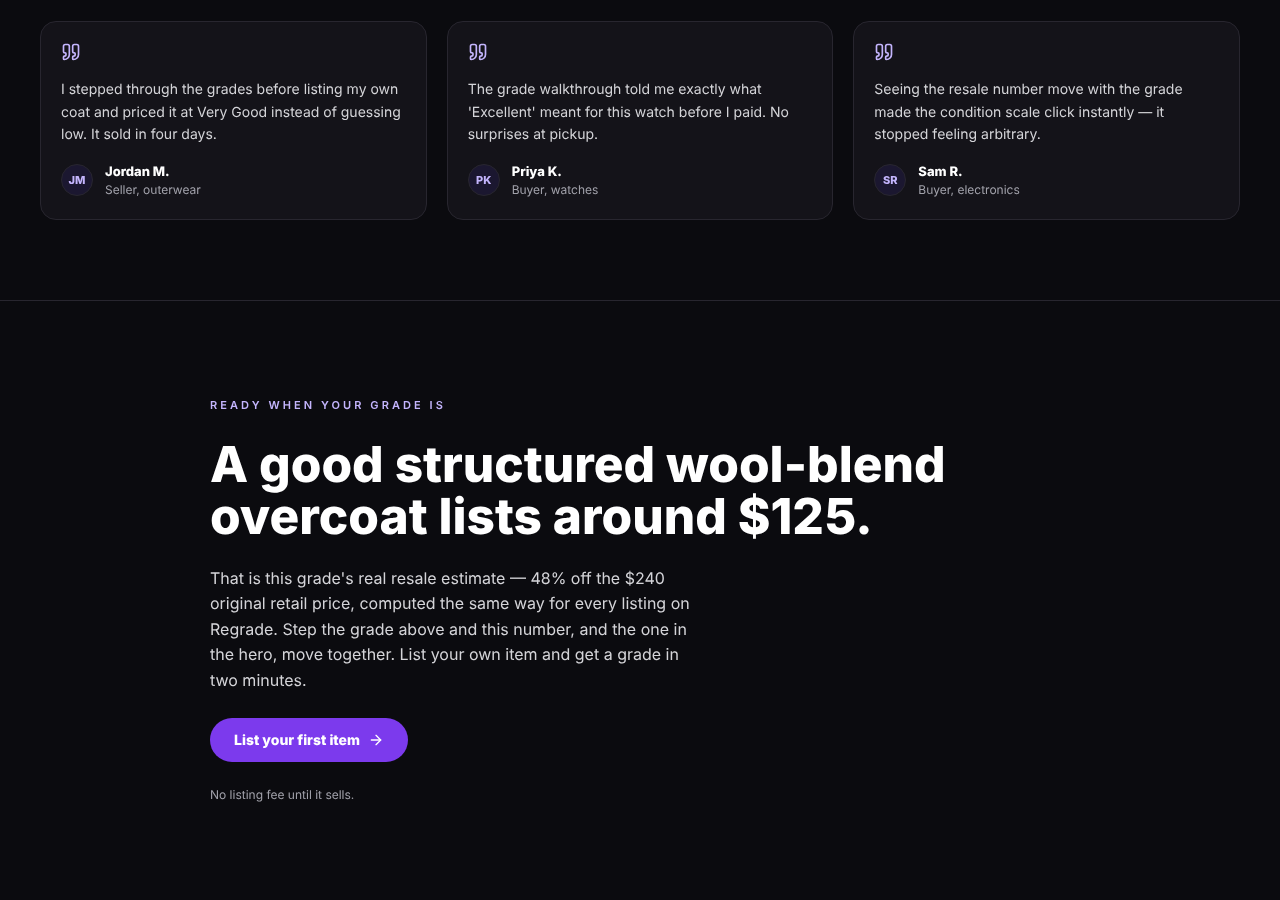 I stepped through the grades before listing my own
coat and priced it at Very Good instead of guessing
low. It sold in four days.
JM
Jordan M.
Seller, outerwear
The grade walkthrough told me exactly what
'Excellent' meant for this watch before I paid. No
surprises at pickup.
PK
Priya K.
Buyer, watches
Seeing the resale number move with the grade
made the condition scale click instantly — it
stopped feeling arbitrary.
SR
Sam R.
Buyer, electronics
READY WHEN YOUR GRADE IS
A good structured wool-blend
overcoat lists around $125.
That is this grade's real resale estimate — 48% off the $240
original retail price, computed the same way for every listing on
Regrade. Step the grade above and this number, and the one in
the hero, move together. List your own item and get a grade in
two minutes.
List your first item
No listing fee until it sells.